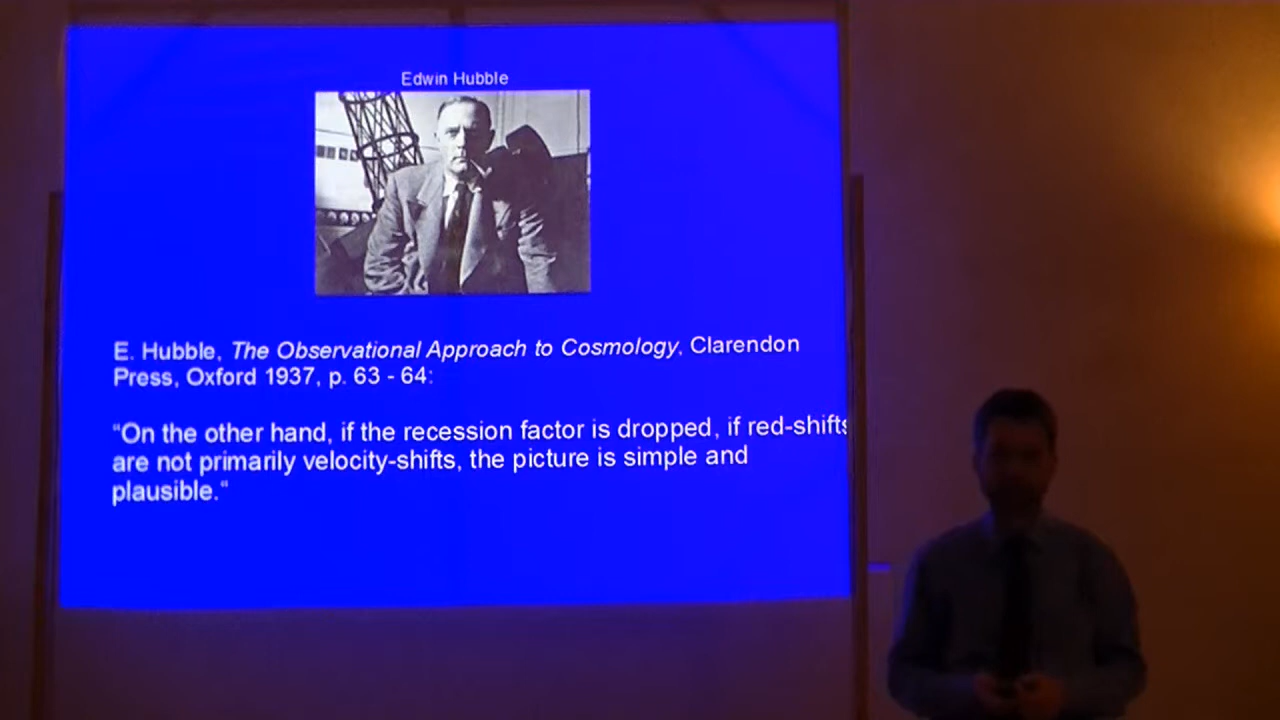 Edwin Hubble
E. Hubble, The Observational Approach to Cosmology, Clarendon
Press, Oxford 1937, p. 63 - 64:
"On the other hand, if the recession factor is dropped, if red-shifts
are not primarily velocity-shifts, the picture is simple and
plausible."